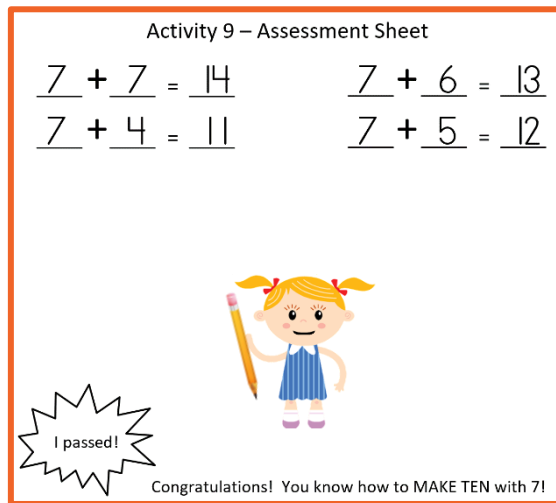 Activity 9 – Assessment Sheet
7 + 7 = 14 7 + 6 = 13
7 + 4 = 11 7 + 5 = 12
I passed!
Congratulations! You know how to MAKE TEN with 7!